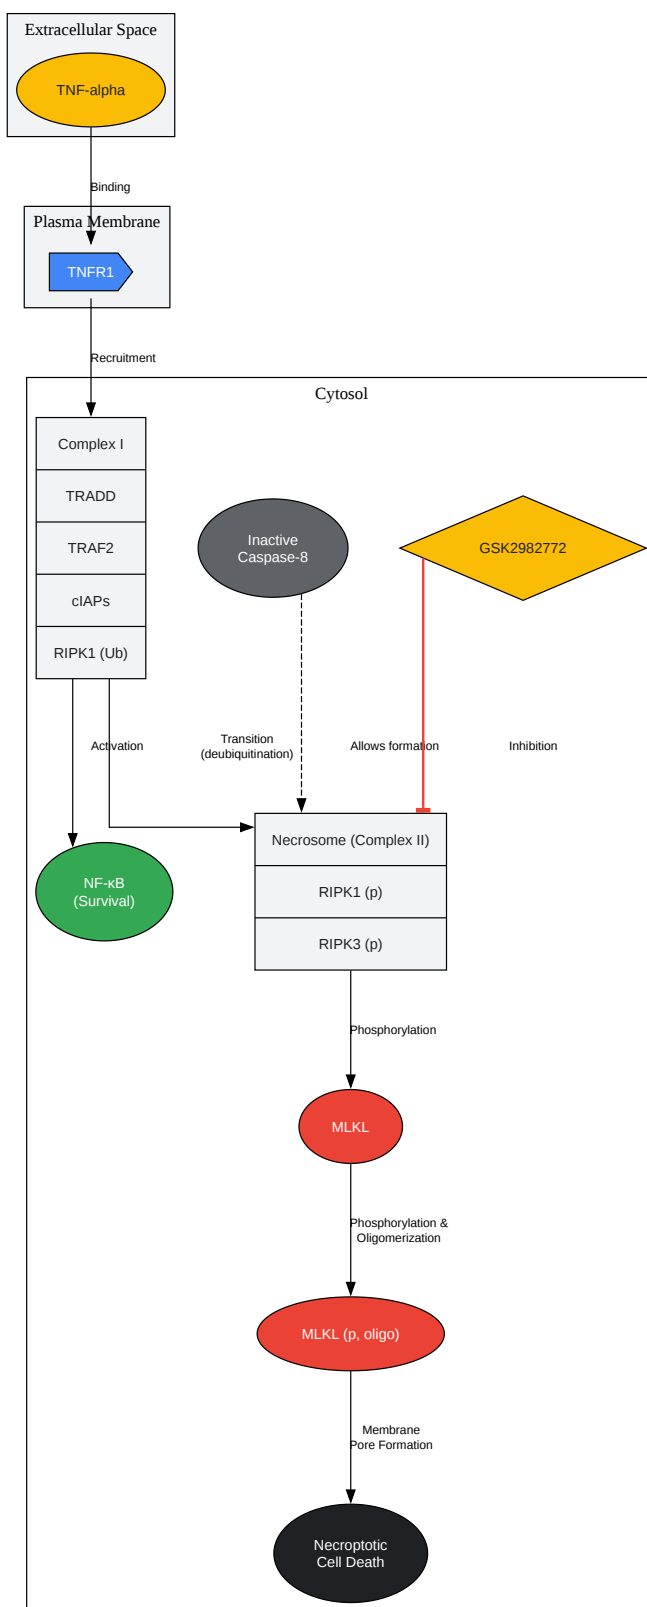 Extracellular Space
TNF-alpha
Binding
Plasma Membrane
TNFR1
Recruitment
Cytosol
Complex I
TRADD
TRAF2
cIAPs
RIPK1 (Ub)
Inactive
Caspase-8
GSK2982772
Activation
Transition
(deubiquitination)
Allows formation
Inhibition
NF-κB
(Survival)
Necrosome (Complex II)
RIPK1 (p)
RIPK3 (p)
Phosphorylation
MLKL
Phosphorylation &
Oligomerization
MLKL (p, oligo)
Membrane
Pore Formation
Necroptotic
Cell Death